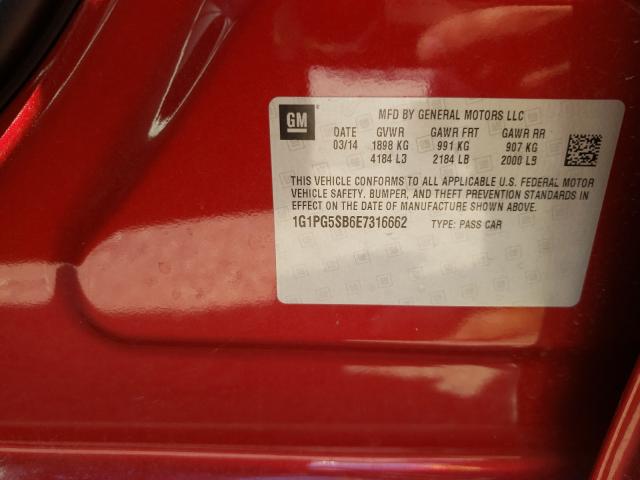 GM
MFD BY GENERAL MOTORS LLC
DATE GVWR GAWR FRT GAWR RR
03/14 1898 KG 991 KG 907 KG
4184 LB 2184 LB 2000 LB
THIS VEHICLE CONFORMS TO ALL APPLICABLE U.S. FEDERAL MOTOR
VEHICLE SAFETY, BUMPER, AND THEFT PREVENTION STANDARDS IN
EFFECT ON THE DATE OF MANUFACTURE SHOWN ABOVE.
1G1PG5SB6E7316662 TYPE: PASS CAR